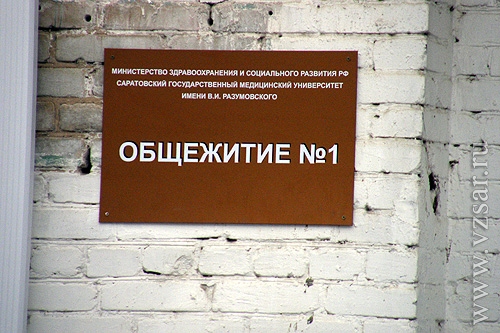 МИНИСТЕРСТВО ЗДРАВООХРАНЕНИЯ И СОЦИАЛЬНОГО РАЗВИТИЯ РФ
САРАТОВСКИЙ ГОСУДАРСТВЕННЫЙ МЕДИЦИНСКИЙ УНИВЕРСИТЕТ
ИМЕНИ В.И. РАЗУМОВСКОГО
ОБЩЕЖИТИЕ №1
www.vzsar.ru